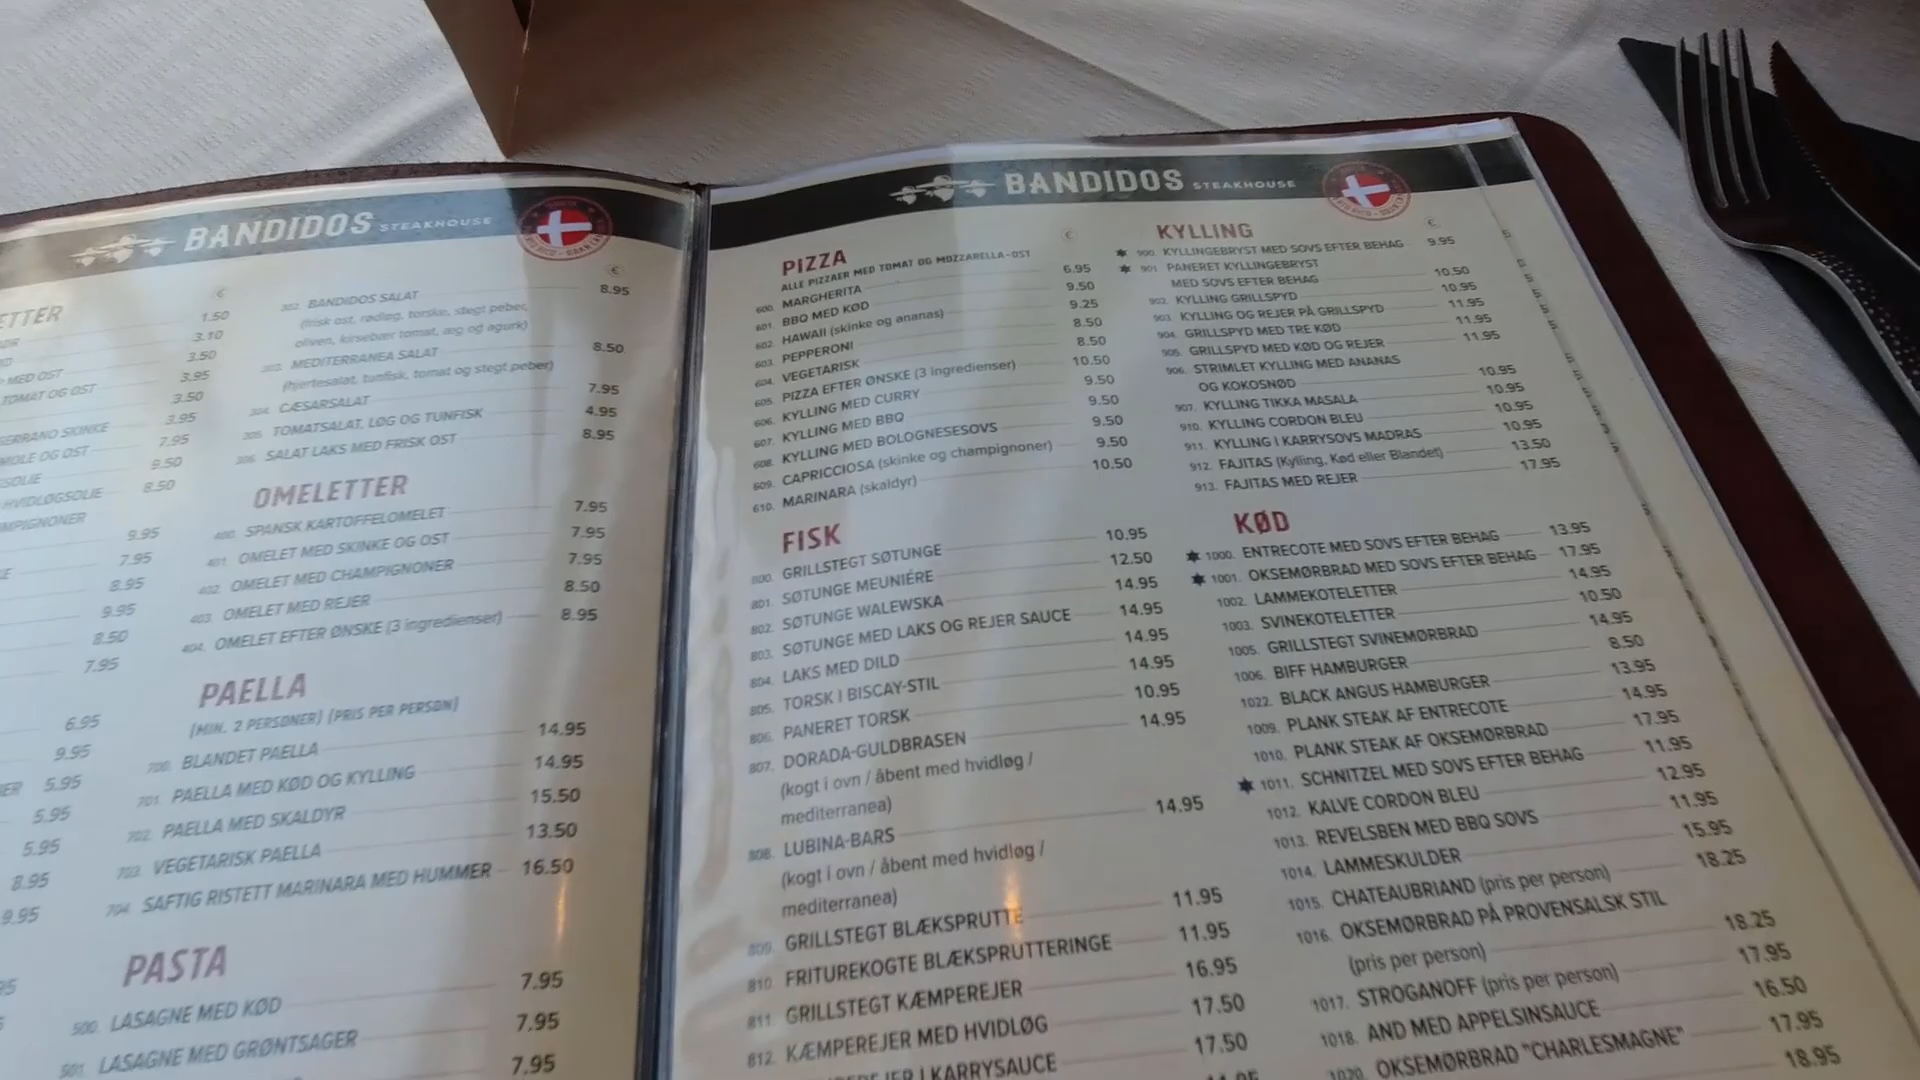 BANDIDOS STEAKHOUSE
€
1.50
3.10
MED OST 3.50
TOMAT OG OST 3.95
3.50
SERRANO SKINKE 3.95
OG OST 7.95
9.50
HVIDLØGSOLIE 8.50
9.95
7.95
8.95
9.95
8.50
7.95
6.95
9.95
5.95
5.95
5.95
8.95
9.95
€
302. BANDIDOS SALAT 8.95
(frisk ost, rødløg, torske, stegt peber,
oliven, kirsebær tomat, æg og agurk)
303. MEDITERRANEA SALAT 8.50
(hjertesalat, tunfisk, tomat og stegt peber)
304. CÆSARSALAT 7.95
305. TOMATSALAT, LØG OG TUNFISK 4.95
306. SALAT LAKS MED FRISK OST 8.95
OMELETTER
400. SPANSK KARTOFFELOMELET 7.95
401. OMELET MED SKINKE OG OST 7.95
402. OMELET MED CHAMPIGNONER 7.95
403. OMELET MED REJER 8.50
404. OMELET EFTER ØNSKE (3 ingredienser) 8.95
PAELLA
(MIN. 2 PERSONER) (PRIS PER PERSON)
700. BLANDET PAELLA 14.95
701. PAELLA MED KØD OG KYLLING 14.95
702. PAELLA MED SKALDYR 15.50
703. VEGETARISK PAELLA 13.50
704. SAFTIG RISTETT MARINARA MED HUMMER 16.50
PASTA
500. LASAGNE MED KØD 7.95
501. LASAGNE MED GRØNTSAGER 7.95
7.95
BANDIDOS STEAKHOUSE
PIZZA €
ALLE PIZZAER MED TOMAT OG MOZZARELLA-OST
600. MARGHERITA 6.95
601. BBQ MED KØD 9.50
602. HAWAII (skinke og ananas) 9.25
603. PEPPERONI 8.50
604. VEGETARISK 8.50
605. PIZZA EFTER ØNSKE (3 ingredienser) 10.50
606. KYLLING MED CURRY 9.50
607. KYLLING MED BBQ 9.50
608. KYLLING MED BOLOGNESESOVS 9.50
609. CAPRICCIOSA (skinke og champignoner) 9.50
610. MARINARA (skaldyr) 10.50
FISK
800. GRILLSTEGT SØTUNGE 10.95
801. SØTUNGE MEUNIÉRE 12.50
802. SØTUNGE WALEWSKA 14.95
803. SØTUNGE MED LAKS OG REJER SAUCE 14.95
804. LAKS MED DILD 14.95
805. TORSK I BISCAY-STIL 14.95
806. PANERET TORSK 10.95
807. DORADA-GULDBRASEN 14.95
(kogt i ovn / åbent med hvidløg /
mediterranea)
808. LUBINA-BARS 14.95
(kogt i ovn / åbent med hvidløg /
mediterranea)
809. GRILLSTEGT BLÆKSPRUTTE 11.95
810. FRITUREKOGTE BLÆKSPRUTTERINGE 11.95
811. GRILLSTEGT KÆMPEREJER 16.95
812. KÆMPEREJER MED HVIDLØG 17.50
I KARRYSAUCE 17.50
KYLLING €
900. KYLLINGEBRYST MED SOVS EFTER BEHAG 9.95
901. PANERET KYLLINGEBRYST
MED SOVS EFTER BEHAG 10.50
902. KYLLING GRILLSPYD 10.95
903. KYLLING OG REJER PÅ GRILLSPYD 11.95
904. GRILLSPYD MED TRE KØD 11.95
905. GRILLSPYD MED KØD OG REJER 11.95
906. STRIMLET KYLLING MED ANANAS
OG KOKOSNØD 10.95
907. KYLLING TIKKA MASALA 10.95
910. KYLLING CORDON BLEU 10.95
911. KYLLING I KARRYSOVS MADRAS 10.95
912. FAJITAS (Kylling, Kød eller Blandet) 13.50
913. FAJITAS MED REJER 17.95
KØD
1000. ENTRECOTE MED SOVS EFTER BEHAG 13.95
1001. OKSEMØRBRAD MED SOVS EFTER BEHAG 17.95
1002. LAMMEKOTELETTER 14.95
1003. SVINEKOTELETTER 10.50
1005. GRILLSTEGT SVINEMØRBRAD 14.95
1006. BIFF HAMBURGER 8.50
1022. BLACK ANGUS HAMBURGER 13.95
1009. PLANK STEAK AF ENTRECOTE 14.95
1010. PLANK STEAK AF OKSEMØRBRAD 17.95
1011. SCHNITZEL MED SOVS EFTER BEHAG 11.95
1012. KALVE CORDON BLEU 12.95
1013. REVELSBEN MED BBQ SOVS 11.95
1014. LAMMESKULDER 15.95
1015. CHATEAUBRIAND (pris per person) 18.25
1016. OKSEMØRBRAD PÅ PROVENSALSK STIL
(pris per person) 18.25
1017. STROGANOFF (pris per person) 17.95
1018. AND MED APPELSINSAUCE 16.50
1020. OKSEMØRBRAD "CHARLESMAGNE" 17.95
18.95